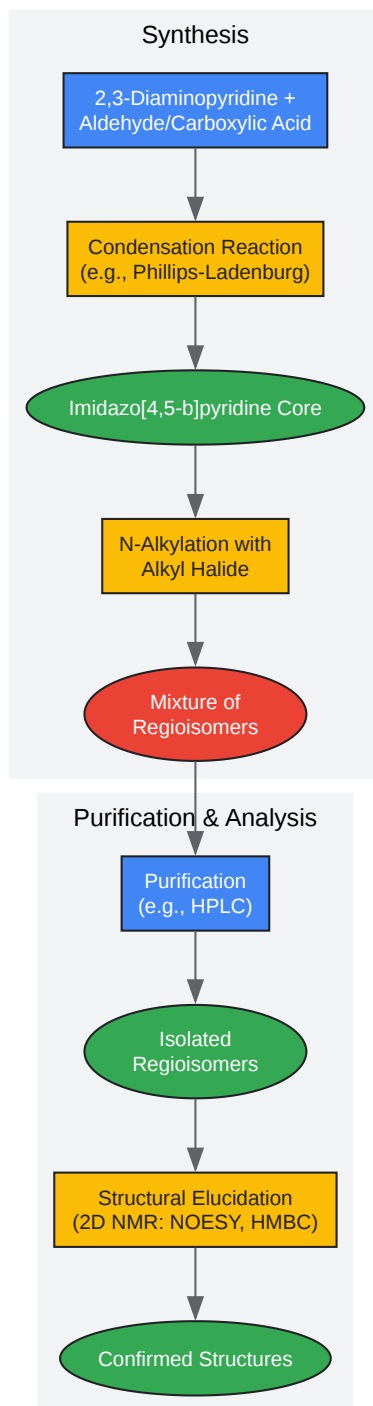 Synthesis
2,3-Diaminopyridine +
Aldehyde/Carboxylic Acid
Condensation Reaction
(e.g., Phillips-Ladenburg)
Imidazo[4,5-b]pyridine Core
N-Alkylation with
Alkyl Halide
Mixture of
Regioisomers
Purification & Analysis
Purification
(e.g., HPLC)
Isolated
Regioisomers
Structural Elucidation
(2D NMR: NOESY, HMBC)
Confirmed Structures